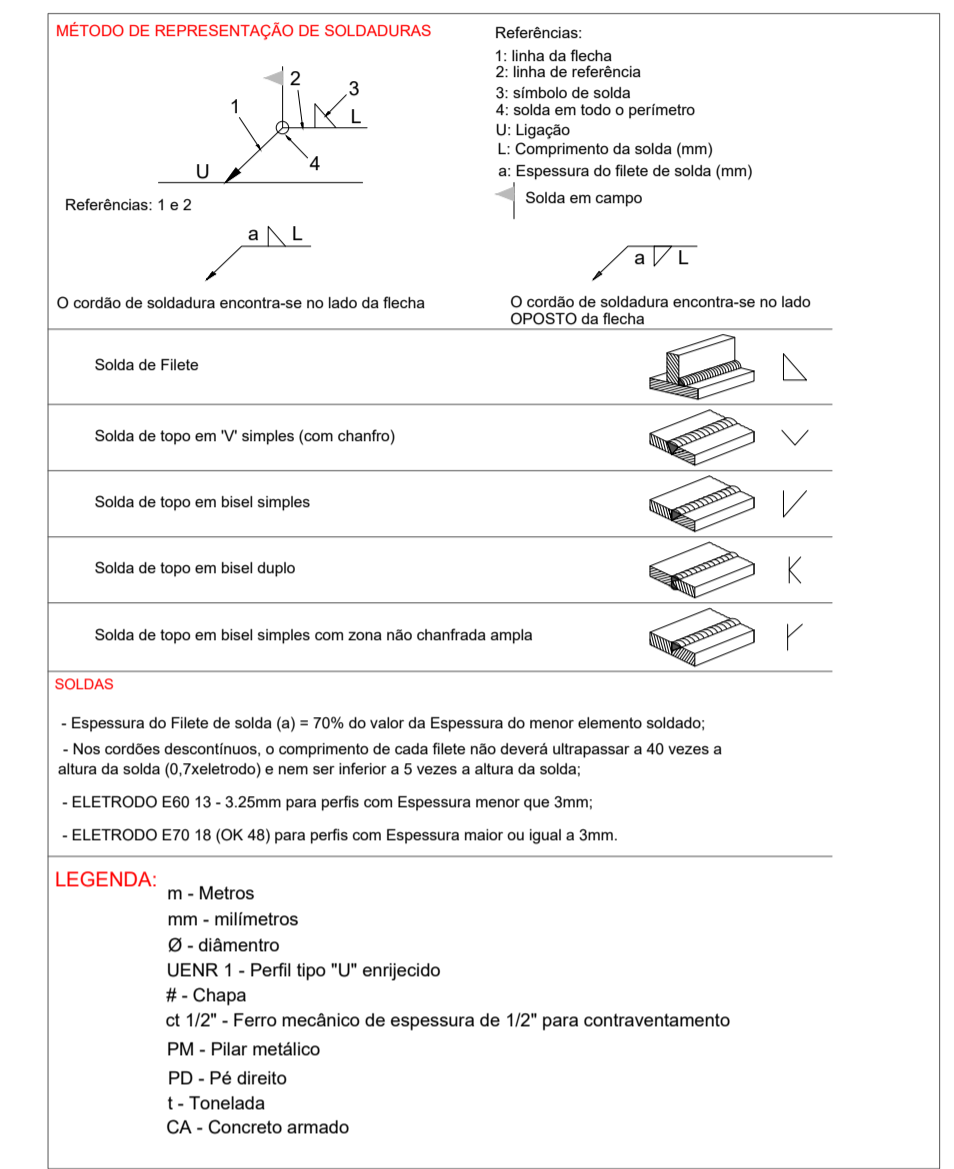 MÉTODO DE REPRESENTAÇÃO DE SOLDADURAS
2
3
1
L
4
U
Referências: 1 e 2
Referências:
1: linha da flecha
2: linha de referência
3: símbolo de solda
4: solda em todo o perímetro
U: Ligação
L: Comprimento da solda (mm)
a: Espessura do filete de solda (mm)
Solda em campo
a L
O cordão de soldadura encontra-se no lado da flecha
a L
O cordão de soldadura encontra-se no lado
OPOSTO da flecha
Solda de Filete
Solda de topo em 'V' simples (com chanfro)
Solda de topo em bisel simples
Solda de topo em bisel duplo
Solda de topo em bisel simples com zona não chanfrada ampla
SOLDAS
- Espessura do Filete de solda (a) = 70% do valor da Espessura do menor elemento soldado;
- Nos cordões descontínuos, o comprimento de cada filete não deverá ultrapassar a 40 vezes a
altura da solda (0,7xeletrodo) e nem ser inferior a 5 vezes a altura da solda;
- ELETRODO E60 13 - 3.25mm para perfis com Espessura menor que 3mm;
- ELETRODO E70 18 (OK 48) para perfis com Espessura maior ou igual a 3mm.
LEGENDA:
m - Metros
mm - milímetros
Ø - diâmentro
UENR 1 - Perfil tipo "U" enrijecido
# - Chapa
ct 1/2" - Ferro mecânico de espessura de 1/2" para contraventamento
PM - Pilar metálico
PD - Pé direito
t - Tonelada
CA - Concreto armado